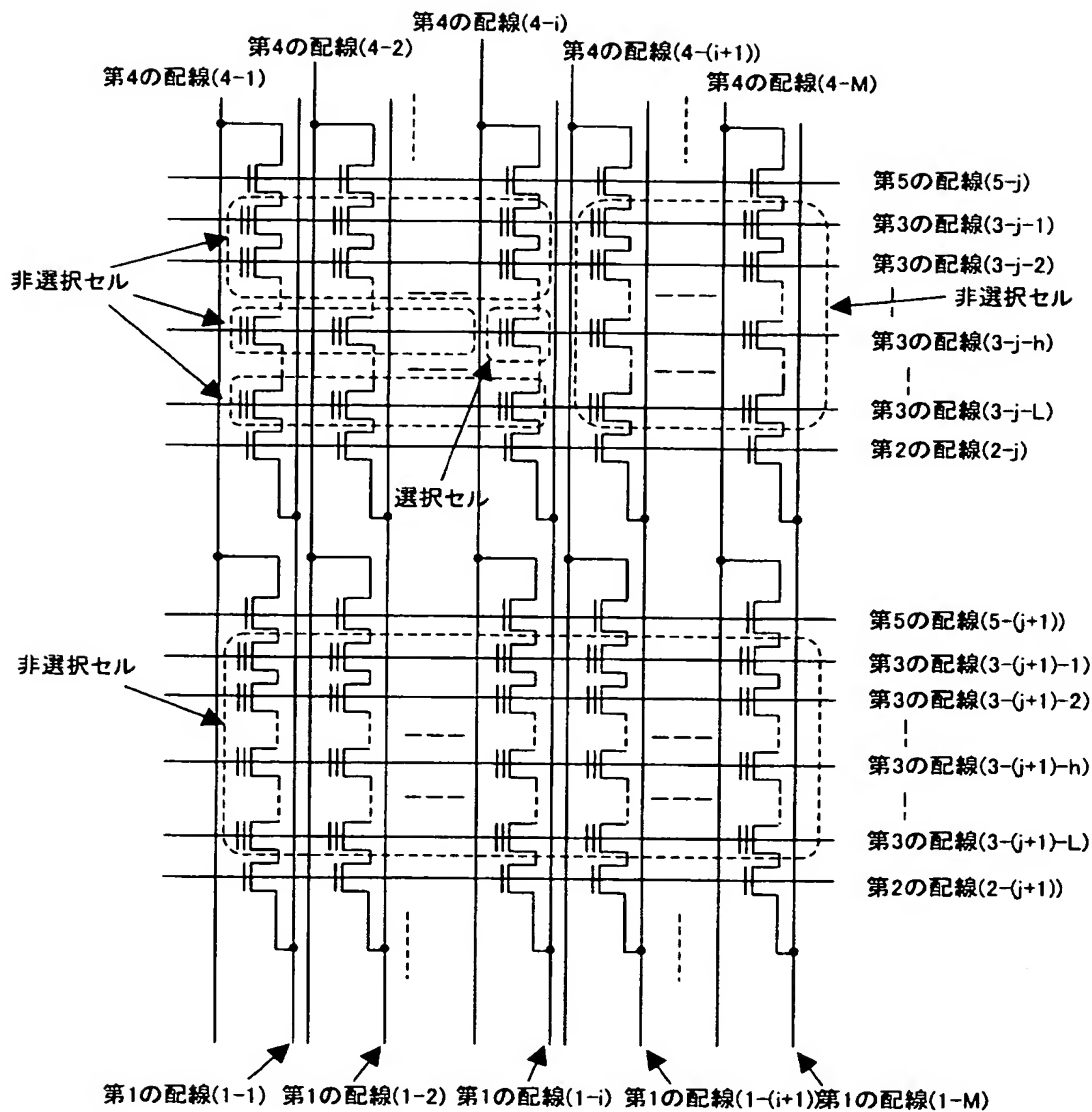 第4の配線(4-i)
第4の配線(4-2)
第4の配線(4-(i+1))
第4の配線(4-1)
第4の配線(4-M)
第5の配線(5-j)
第3の配線(3-j-1)
第3の配線(3-j-2)
非選択セル
非選択セル
第3の配線(3-j-h)
第3の配線(3-j-L)
第2の配線(2-j)
選択セル
第5の配線(5-(j+1))
非選択セル
第3の配線(3-(j+1)-1)
第3の配線(3-(j+1)-2)
第3の配線(3-(j+1)-h)
第3の配線(3-(j+1)-L)
第2の配線(2-(j+1))
第1の配線(1-1) 第1の配線(1-2) 第1の配線(1-i) 第1の配線(1-(i+1)) 第1の配線(1-M)